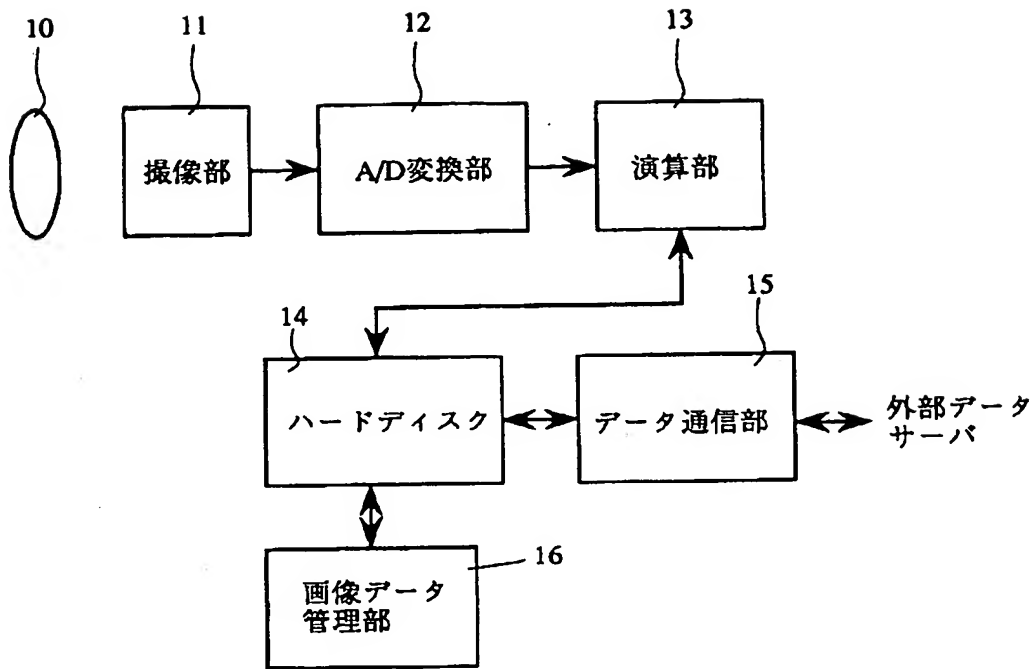 10
11
12
13
撮像部
A/D変換部
演算部
14
15
ハードディスク
データ通信部
外部データ
サーバ
16
画像データ
管理部